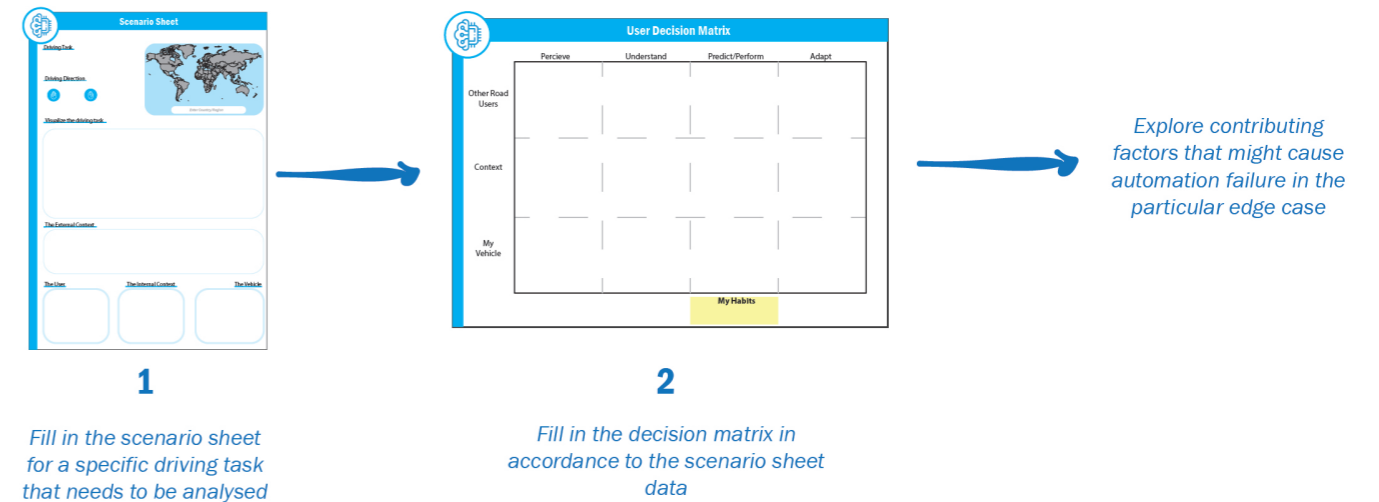 Scenario Sheet
Driving Task
Driving Direction
Visualize the driving task
The External Context
The User
The Internal Context
The Vehicle
1
Fill in the scenario sheet
for a specific driving task
that needs to be analysed
User Decision Matrix
Percieve
Understand
Predict/Perform
Adapt
Other Road
Users
Context
My
Vehicle
My Habits
2
Fill in the decision matrix in
accordance to the scenario sheet
data
Explore contributing
factors that might cause
automation failure in the
particular edge case